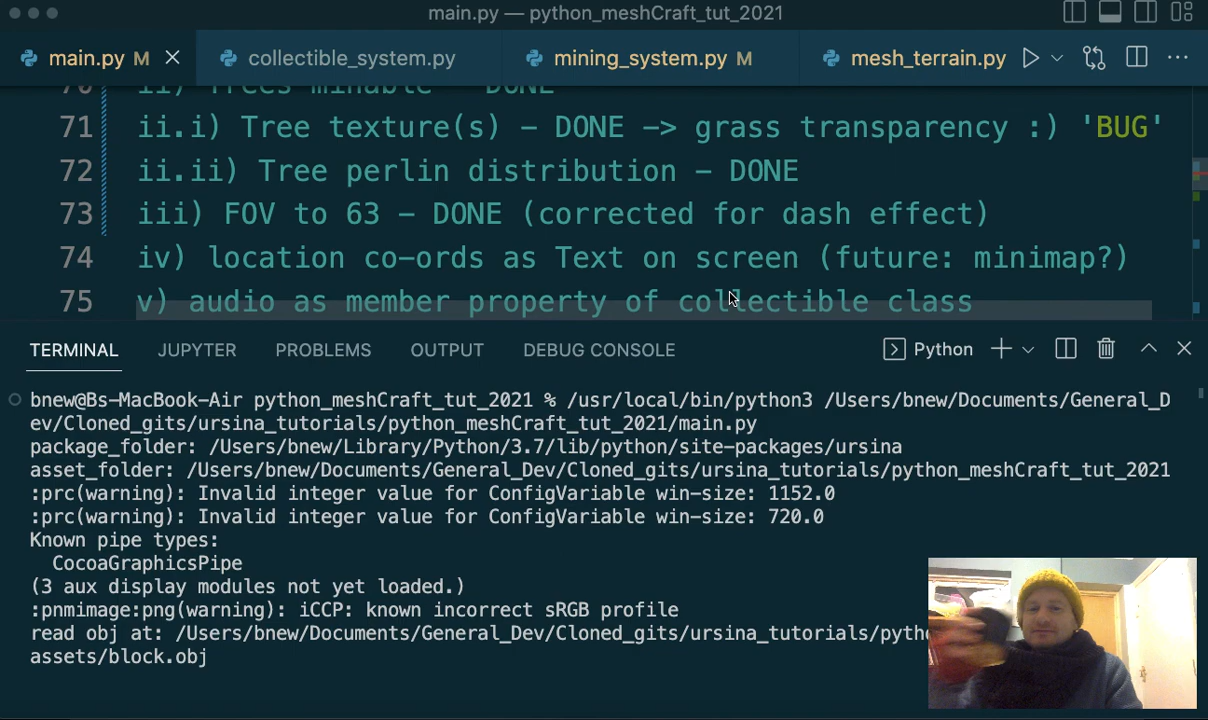 main.py — python_meshCraft_tut_2021
main.py M collectible_system.py mining_system.py M mesh_terrain.py
70 ii) Trees minable - DONE
71 ii.i) Tree texture(s) - DONE -> grass transparency :) 'BUG'
72 ii.ii) Tree perlin distribution - DONE
73 iii) FOV to 63 - DONE (corrected for dash effect)
74 iv) location co-ords as Text on screen (future: minimap?)
75 v) audio as member property of collectible class
TERMINAL JUPYTER PROBLEMS OUTPUT DEBUG CONSOLE Python
bnew@Bs-MacBook-Air python_meshCraft_tut_2021 % /usr/local/bin/python3 /Users/bnew/Documents/General_D
ev/Cloned_gits/ursina_tutorials/python_meshCraft_tut_2021/main.py
package_folder: /Users/bnew/Library/Python/3.7/lib/python/site-packages/ursina
asset_folder: /Users/bnew/Documents/General_Dev/Cloned_gits/ursina_tutorials/python_meshCraft_tut_2021
:prc(warning): Invalid integer value for ConfigVariable win-size: 1152.0
:prc(warning): Invalid integer value for ConfigVariable win-size: 720.0
Known pipe types:
CocoaGraphicsPipe
(3 aux display modules not yet loaded.)
:pnmimage:png(warning): iCCP: known incorrect sRGB profile
read obj at: /Users/bnew/Documents/General_Dev/Cloned_gits/ursina_tutorials/pyth
assets/block.obj